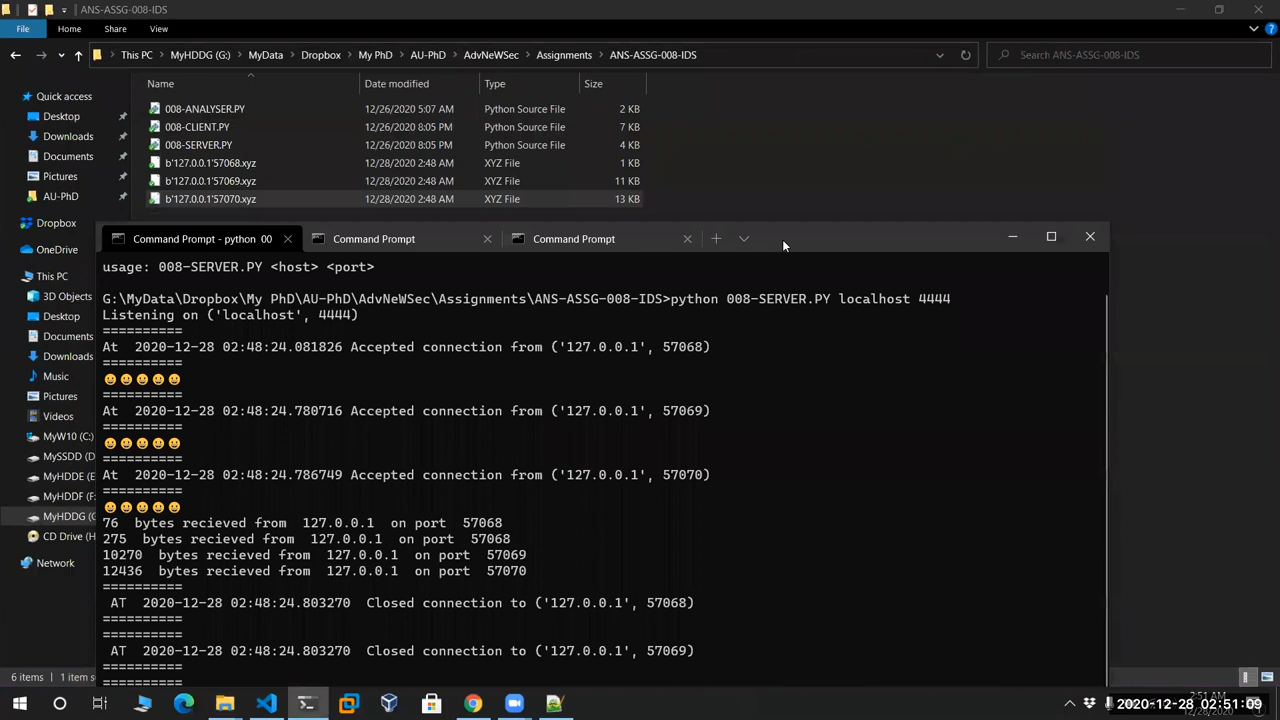 ANS-ASSG-008-IDS
File Home Share View
This PC MyHDDG (G:) MyData Dropbox My PhD AU-PhD AdvNeWSec Assignments ANS-ASSG-008-IDS Search ANS-ASSG-008-IDS
Name Date modified Type Size
008-ANALYSER.PY 12/26/2020 5:07 AM Python Source File 2 KB
008-CLIENT.PY 12/26/2020 8:05 PM Python Source File 7 KB
008-SERVER.PY 12/26/2020 8:05 PM Python Source File 4 KB
b'127.0.0.1'57068.xyz 12/28/2020 2:48 AM XYZ File 1 KB
b'127.0.0.1'57069.xyz 12/28/2020 2:48 AM XYZ File 11 KB
b'127.0.0.1'57070.xyz 12/28/2020 2:48 AM XYZ File 13 KB
Quick access
Desktop
Downloads
Documents
Pictures
AU-PhD
Dropbox
OneDrive
This PC
3D Objects
Desktop
Documents
Downloads
Music
Pictures
Videos
MyW10 (C:)
MySSDD (D
MyHDDE (E
MyHDDF (F:
MyHDDG (G
CD Drive (H
Network
6 items 1 item
Command Prompt - python 00 Command Prompt Command Prompt
usage: 008-SERVER.PY <host> <port>
G:\MyData\Dropbox\My PhD\AU-PhD\AdvNeWSec\Assignments\ANS-ASSG-008-IDS>python 008-SERVER.PY localhost 4444
Listening on ('localhost', 4444)
==========
At 2020-12-28 02:48:24.081826 Accepted connection from ('127.0.0.1', 57068)
==========
😀😀😀😀😀
==========
At 2020-12-28 02:48:24.780716 Accepted connection from ('127.0.0.1', 57069)
==========
😀😀😀😀😀
==========
At 2020-12-28 02:48:24.786749 Accepted connection from ('127.0.0.1', 57070)
==========
😀😀😀😀😀
76 bytes recieved from 127.0.0.1 on port 57068
275 bytes recieved from 127.0.0.1 on port 57068
10270 bytes recieved from 127.0.0.1 on port 57069
12436 bytes recieved from 127.0.0.1 on port 57070
==========
AT 2020-12-28 02:48:24.803270 Closed connection to ('127.0.0.1', 57068)
==========
==========
AT 2020-12-28 02:48:24.803270 Closed connection to ('127.0.0.1', 57069)
==========
==========
2:51 AM
2020-12-28 02:51:09